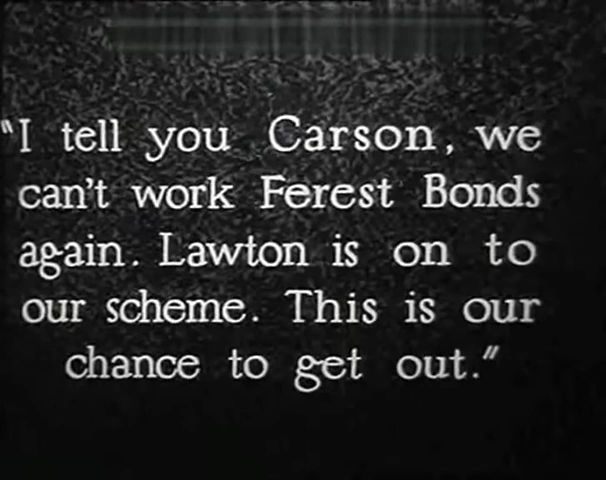 "I tell you Carson, we
can't work Ferest Bonds
again. Lawton is on to
our scheme. This is our
chance to get out."